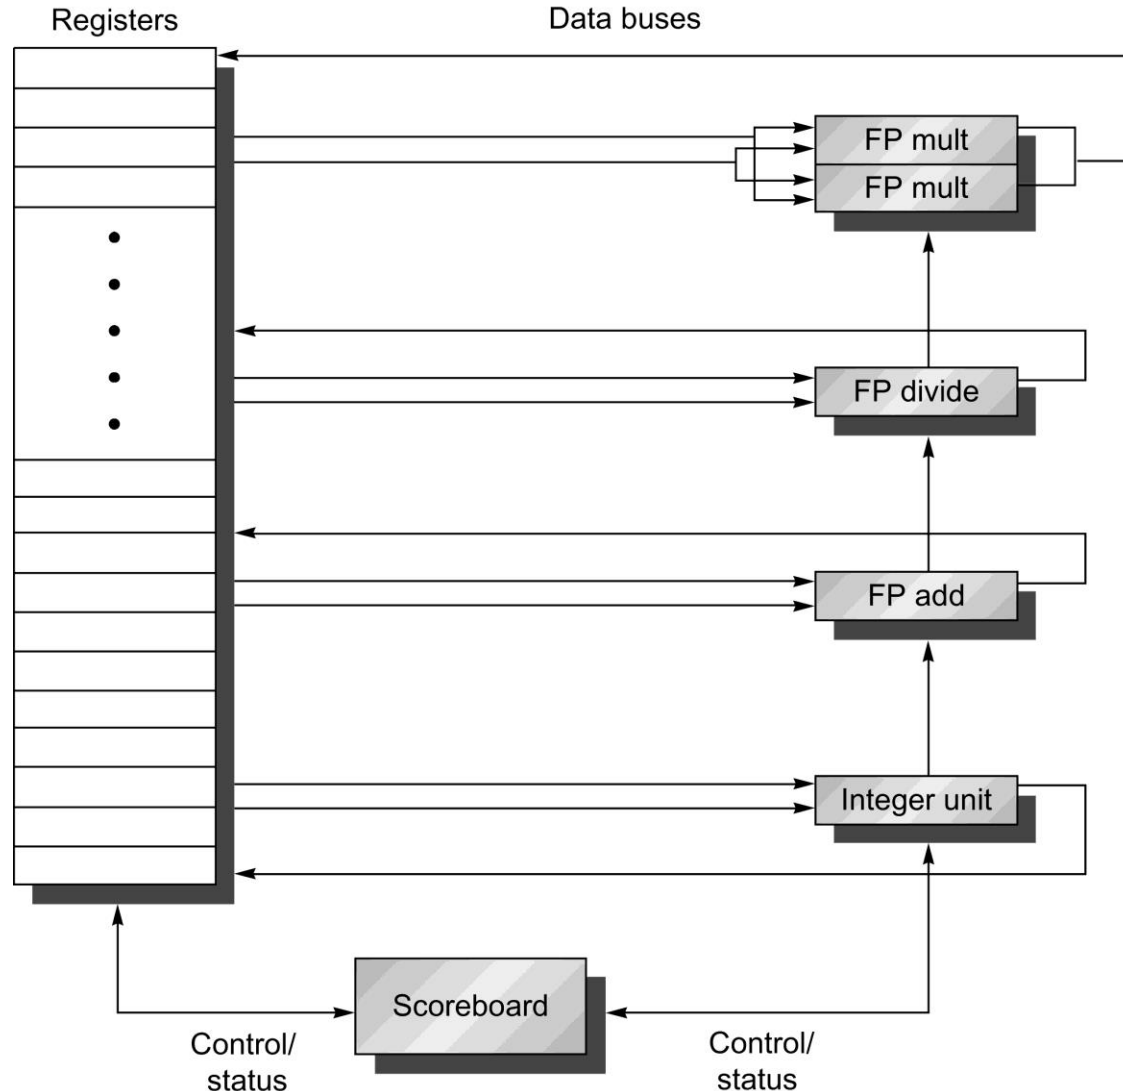 Registers
Data buses
FP mult
FP mult
FP divide
FP add
Integer unit
Scoreboard
Control/
status
Control/
status